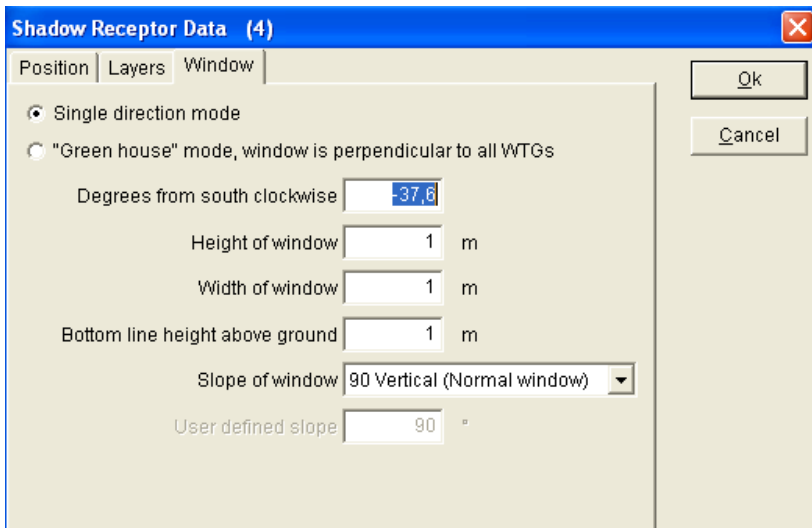 Shadow Receptor Data (4)
Position Layers Window
Ok
Single direction mode
Cancel
"Green house" mode, window is perpendicular to all WTGs
Degrees from south clockwise -37,6
Height of window 1 m
Width of window 1 m
Bottom line height above ground 1 m
Slope of window 90 Vertical (Normal window)
User defined slope 90 °